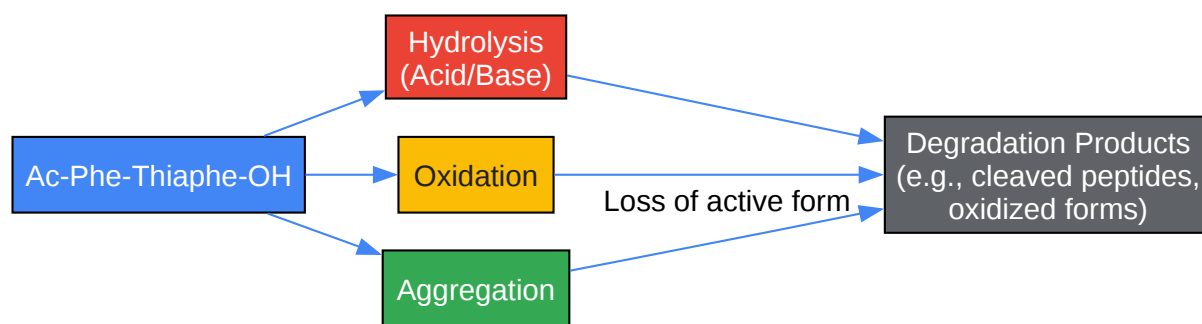 Ac-Phe-Thiaphe-OH
Hydrolysis
(Acid/Base)
Oxidation
Aggregation
Loss of active form
Degradation Products
(e.g., cleaved peptides,
oxidized forms)